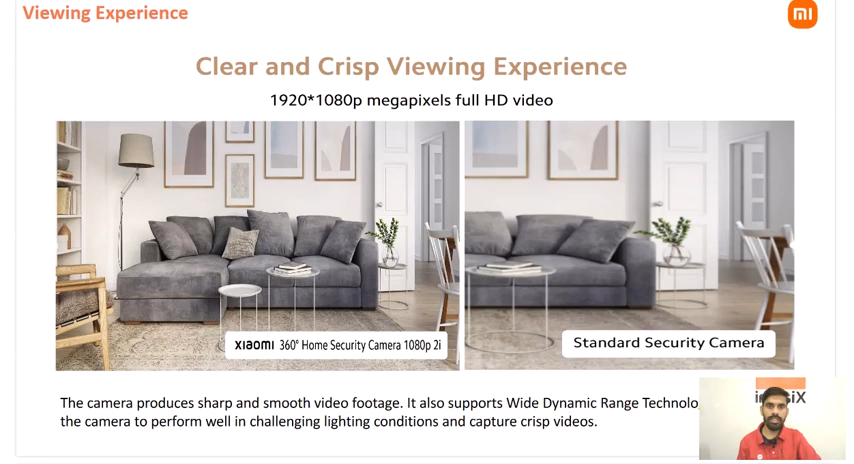 Viewing Experience
mi
Clear and Crisp Viewing Experience
1920*1080p megapixels full HD video
xiaomi 360° Home Security Camera 1080p 2i
Standard Security Camera
The camera produces sharp and smooth video footage. It also supports Wide Dynamic Range
the camera to perform well in challenging lighting conditions and capture crisp videos.